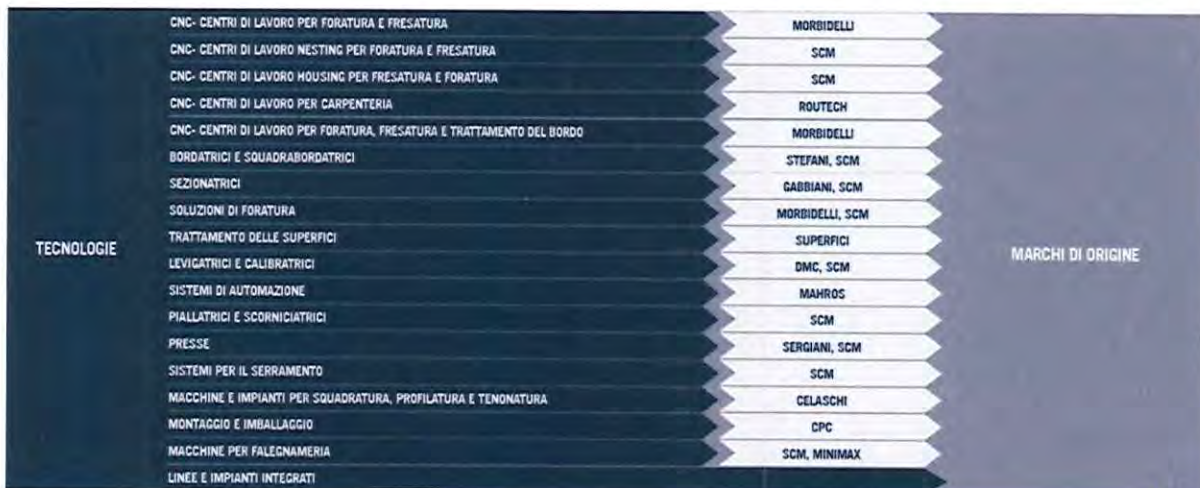 CNC- CENTRI DI LAVORO PER FORATURA E FRESATURA MORBIDELLI
CNC- CENTRI DI LAVORO NESTING PER FORATURA E FRESATURA SCM
CNC- CENTRI DI LAVORO HOUSING PER FRESATURA E FORATURA SCM
CNC- CENTRI DI LAVORO PER CARPENTERIA ROUTECH
CNC- CENTRI DI LAVORO PER FORATURA, FRESATURA E TRATTAMENTO DEL BORDO MORBIDELLI
BORDATRICI E SQUADRABORDATRICI STEFANI, SCM
SEZIONATRICI GABBIANI, SCM
SOLUZIONI DI FORATURA MORBIDELLI, SCM
TRATTAMENTO DELLE SUPERFICI SUPERFICI
TECNOLOGIE MARCHI DI ORIGINE
LEVIGATRICI E CALIBRATRICI DMC, SCM
SISTEMI DI AUTOMAZIONE MAHROS
PIALLATRICI E SCORNICIATRICI SCM
PRESSE SERGIANI, SCM
SISTEMI PER IL SERRAMENTO SCM
MACCHINE E IMPIANTI PER SQUADRATURA, PROFILATURA E TENONATURA CELASCHI
MONTAGGIO E IMBALLAGGIO CPC
MACCHINE PER FALEGNAMERIA SCM, MINIMAX
LINEE E IMPIANTI INTEGRATI